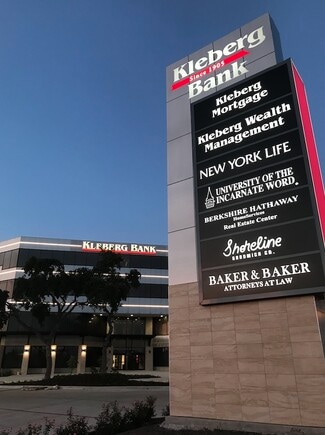 Kleberg
Since 1905
Bank
Kleberg
Mortgage
Kleberg Wealth
Management
NEW YORK LIFE
UNIVERSITY OF THE
INCARNATE WORD
BERKSHIRE HATHAWAY
HomeServices
Real Estate Center
Shoreline
SANDWICH CO.
BAKER & BAKER
ATTORNEYS AT LAW
KLEBERG BANK